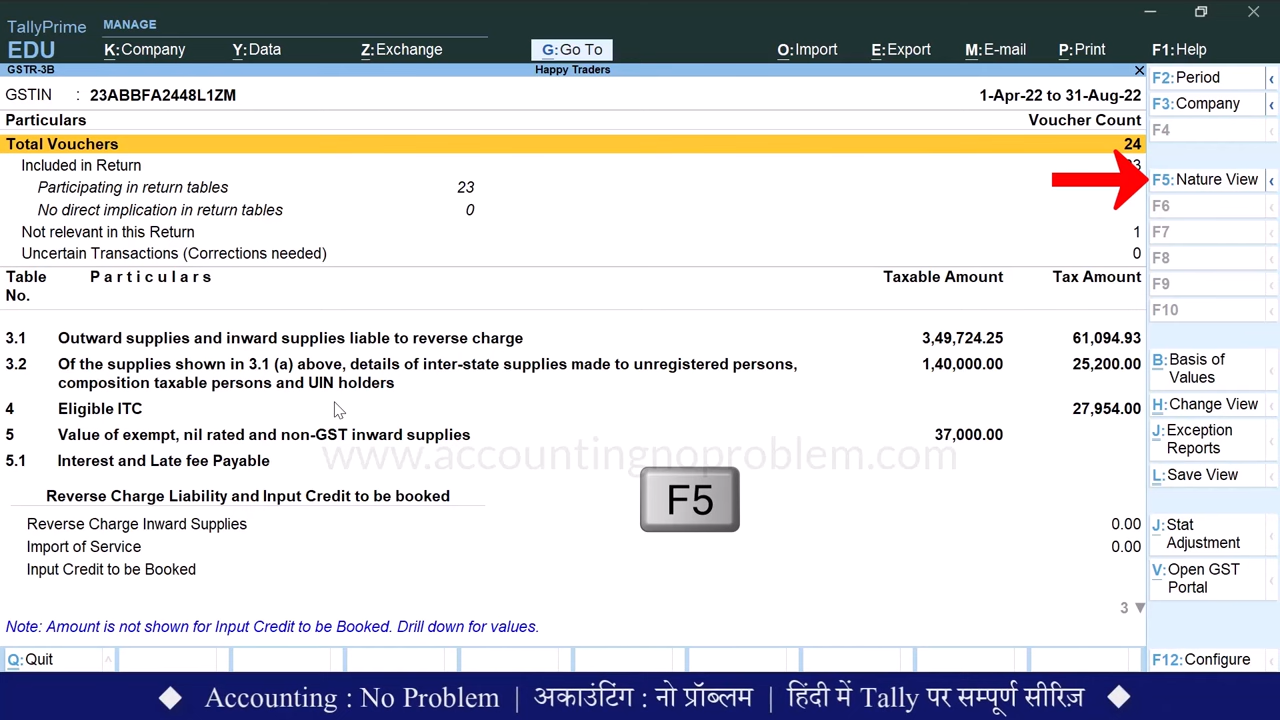 TallyPrime
EDU
MANAGE
K:Company Y:Data Z:Exchange G:Go To O:Import E:Export M:E-mail P:Print F1:Help
GSTR-3B Happy Traders
GSTIN : 23ABBFA2448L1ZM 1-Apr-22 to 31-Aug-22
Particulars Voucher Count
Total Vouchers 24
Included in Return
Participating in return tables 23
No direct implication in return tables 0
Not relevant in this Return 1
Uncertain Transactions (Corrections needed) 0
Table Particulars Taxable Amount Tax Amount
No.
3.1 Outward supplies and inward supplies liable to reverse charge 3,49,724.25 61,094.93
3.2 Of the supplies shown in 3.1 (a) above, details of inter-state supplies made to unregistered persons, 1,40,000.00 25,200.00
composition taxable persons and UIN holders
4 Eligible ITC 27,954.00
5 Value of exempt, nil rated and non-GST inward supplies 37,000.00
www.accountingnoproblem.com
5.1 Interest and Late fee Payable
Reverse Charge Liability and Input Credit to be booked
F5
Reverse Charge Inward Supplies 0.00
Import of Service 0.00
Input Credit to be Booked
3
Note: Amount is not shown for Input Credit to be Booked. Drill down for values.
Q:Quit
F2:Period
F3:Company
F4
F5:Nature View
F6
F7
F8
F9
F10
B:Basis of
Values
H:Change View
J:Exception
Reports
L:Save View
J:Stat
Adjustment
V:Open GST
Portal
F12:Configure
Accounting : No Problem | अकाउंटिंग : नो प्रॉब्लम | हिंदी में Tally पर सम्पूर्ण सीरिज़